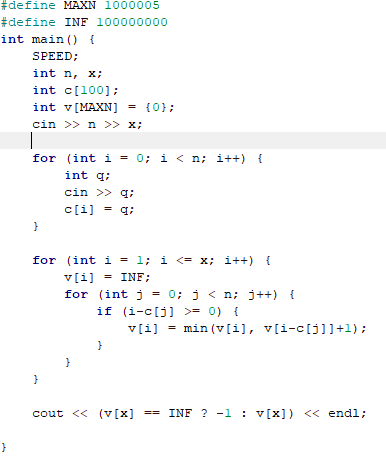 #define MAXN 1000005
#define INF 100000000
int main() {
    SPEED;
    int n, x;
    int c[100];
    int v[MAXN] = {0};
    cin >> n >> x;

    for (int i = 0; i < n; i++) {
        int q;
        cin >> q;
        c[i] = q;
    }

    for (int i = 1; i <= x; i++) {
        v[i] = INF;
        for (int j = 0; j < n; j++) {
            if (i-c[j] >= 0) {
                v[i] = min(v[i], v[i-c[j]]+1);
            }
        }
    }

    cout << (v[x] == INF ? -1 : v[x]) << endl;

}